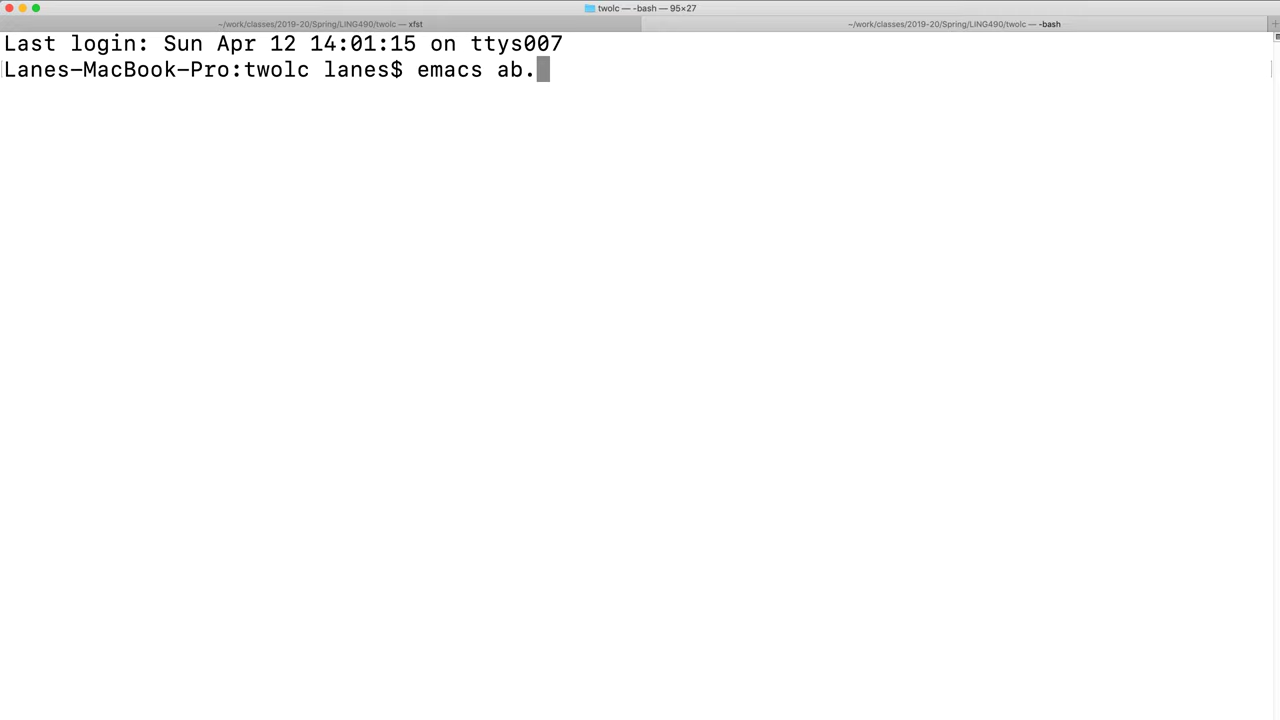 twolc — -bash — 95×27
~/work/classes/2019-20/Spring/LING490/twolc — xfst
~/work/classes/2019-20/Spring/LING490/twolc — -bash
Last login: Sun Apr 12 14:01:15 on ttys007
Lanes-MacBook-Pro:twolc lanes$ emacs ab.